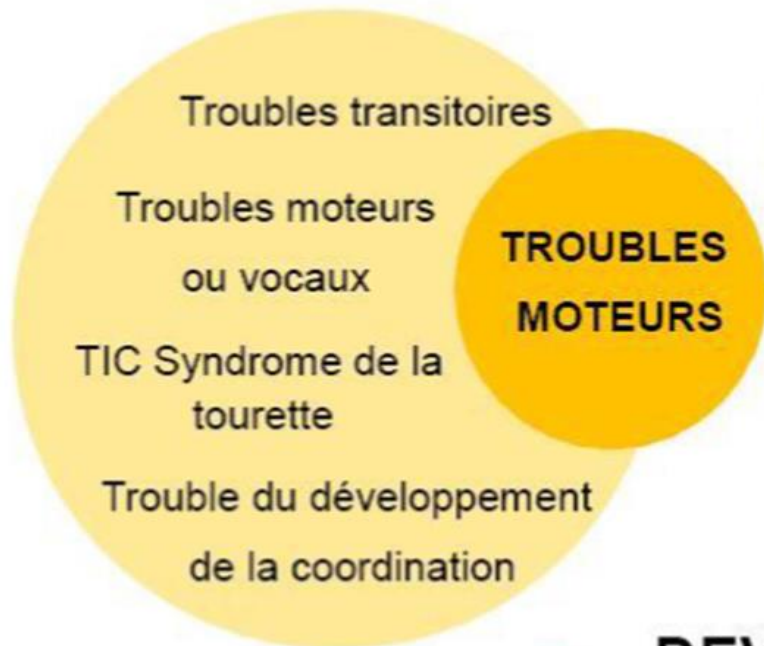 Troubles transitoires
Troubles moteurs
ou vocaux
TIC Syndrome de la
tourette
Trouble du développement
de la coordination
TROUBLES
MOTEURS